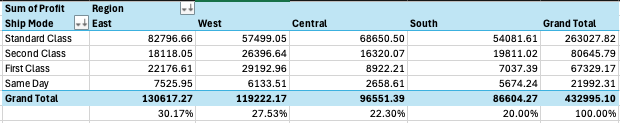 Sum of Profit Region
Ship Mode East West Central South Grand Total
Standard Class 82796.66 57499.05 68650.50 54081.61 263027.82
Second Class 18118.05 26396.64 16320.07 19811.02 80645.79
First Class 22176.61 29192.96 8922.21 7037.39 67329.17
Same Day 7525.95 6133.51 2658.61 5674.24 21992.31
Grand Total 130617.27 119222.17 96551.39 86604.27 432995.10
30.17% 27.53% 22.30% 20.00% 100.00%